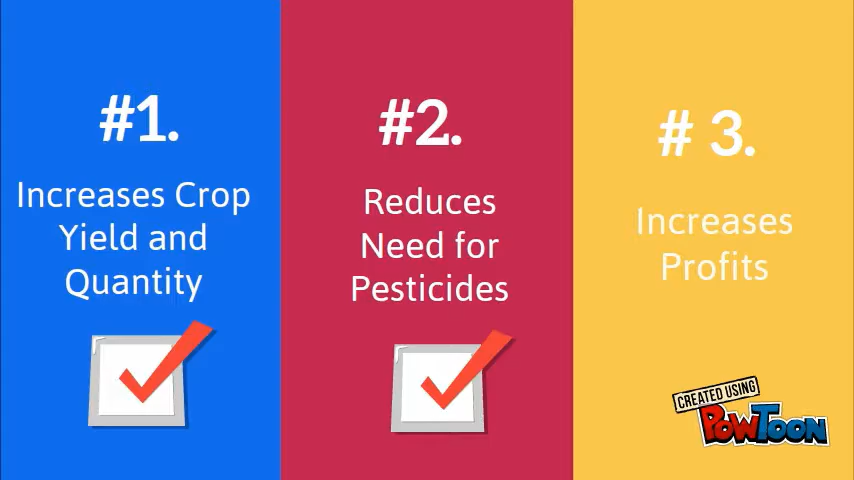 #1.
Increases Crop
Yield and
Quantity
#2.
Reduces
Need for
Pesticides
# 3.
Increases
Profits
CREATED USING
POWTOON